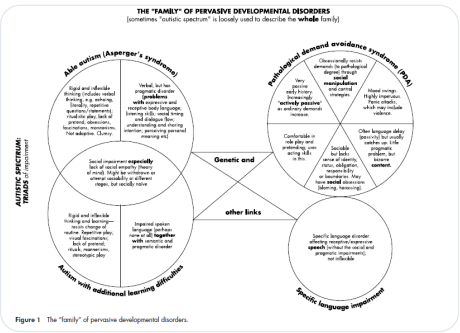 THE "FAMILY" OF PERVASIVE DEVELOPMENTAL DISORDERS
(sometimes "autistic spectrum" is loosely used to describe the whole family)
Able autism (Asperger's syndrome)
Rigid and inflexible
thinking (includes verbal
thinking, e.g. echoing,
literality, repetitive
questions/statements),
ritualistic play, lack of
pretend, obsessions,
fascinations, mannerisms.
Not adaptive. Clumsy.
Verbal, but has
pragmatic disorder
(problems
with expressive and
receptive body language;
listening skills; social timing
and dialogue flow;
understanding and sharing
intention; perceiving personal
meaning etc)
Social impairment especially
lack of social empathy (theory
of mind). Might be withdrawn or
attempt sociability at different
stages, but socially naive
Rigid and inflexible
thinking and learning—
resists change of
routine. Repetitive play,
visual fascinations,
lack of pretend,
rituals, mannerisms,
stereotypic play
Impaired spoken
language (perhaps
none at all) together
with semantic and
pragmatic disorder
Autism with additional learning difficulties
AUTISTIC SPECTRUM:
TRIADS of impairment
Genetic and
other links
Pathological demand avoidance syndrome (PDA)
Obsessionally resists
demands (to pathological
degree) through
social
manipulation
and control
strategies.
Very
passive
early history.
Increasingly
"actively passive"
as ordinary demands
increase.
Mood swings
Highly impetuous
Panic attacks,
which may include
violence.
Comfortable in
role play and
pretending; over
acting skills
in this
Sociable
but lacks
sense of identity,
status, obligation,
responsibility
or boundaries. May
have social obsessions
(blaming, harassing)
Often language delay
(passivity) but usually
catches up. Little
pragmatic
problem, but
bizarre
content.
Specific language disorder
affecting receptive/expressive
speech (without the social and
pragmatic impairments);
not inflexible
Specific language impairment
Figure 1 The "family" of pervasive developmental disorders.